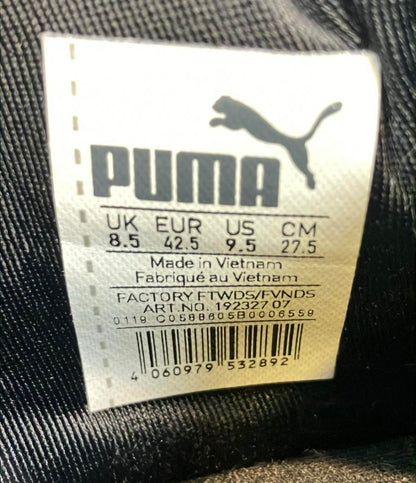 PUMA
UK EUR US CM
8.5 42.5 9.5 27.5
Made in Vietnam
Fabriqué au Vietnam
FACTORY FTWDS/FVNDS
ART.NO. 192327 07
0119 C0588605B0006559
4 060979 532892